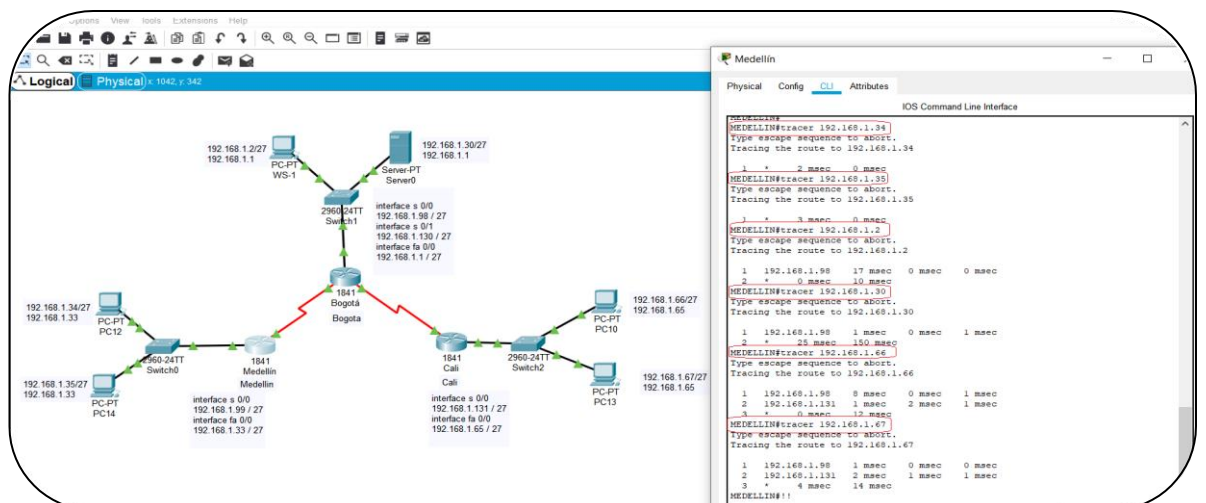 Options View Tools Extensions Help
Logical Physical x: 1042, y: 342
192.168.1.2/27
192.168.1.1
PC-PT
WS-1
192.168.1.30/27
192.168.1.1
Server-PT
Server0
2960-24TT
Switch1
interface s 0/0
192.168.1.98 / 27
interface s 0/1
192.168.1.130 / 27
interface fa 0/0
192.168.1.1 / 27
1841
Bogotá
Bogota
192.168.1.34/27
192.168.1.33
PC-PT
PC12
2960-24TT
Switch0
192.168.1.35/27
192.168.1.33
PC-PT
PC14
1841
Medellín
Medellin
interface s 0/0
192.168.1.99 / 27
interface fa 0/0
192.168.1.33 / 27
1841
Cali
Cali
interface s 0/0
192.168.1.131 / 27
interface fa 0/0
192.168.1.65 / 27
2960-24TT
Switch2
192.168.1.66/27
192.168.1.65
PC-PT
PC10
192.168.1.67/27
192.168.1.65
PC-PT
PC13
Medellín
Physical Config CLI Attributes
IOS Command Line Interface
MEDELLIN#
MEDELLIN#tracer 192.168.1.34
Type escape sequence to abort.
Tracing the route to 192.168.1.34
1 * 2 msec 0 msec
MEDELLIN#tracer 192.168.1.35
Type escape sequence to abort.
Tracing the route to 192.168.1.35
1 * 3 msec 0 msec
MEDELLIN#tracer 192.168.1.2
Type escape sequence to abort.
Tracing the route to 192.168.1.2
1 192.168.1.98 17 msec 0 msec 0 msec
2 * 0 msec 10 msec
MEDELLIN#tracer 192.168.1.30
Type escape sequence to abort.
Tracing the route to 192.168.1.30
1 192.168.1.98 1 msec 0 msec 1 msec
2 * 25 msec 150 msec
MEDELLIN#tracer 192.168.1.66
Type escape sequence to abort.
Tracing the route to 192.168.1.66
1 192.168.1.98 8 msec 0 msec 1 msec
2 192.168.1.131 1 msec 2 msec 1 msec
3 * 0 msec 12 msec
MEDELLIN#tracer 192.168.1.67
Type escape sequence to abort.
Tracing the route to 192.168.1.67
1 192.168.1.98 1 msec 0 msec 0 msec
2 192.168.1.131 2 msec 1 msec 1 msec
3 * 4 msec 14 msec
MEDELLIN#!!